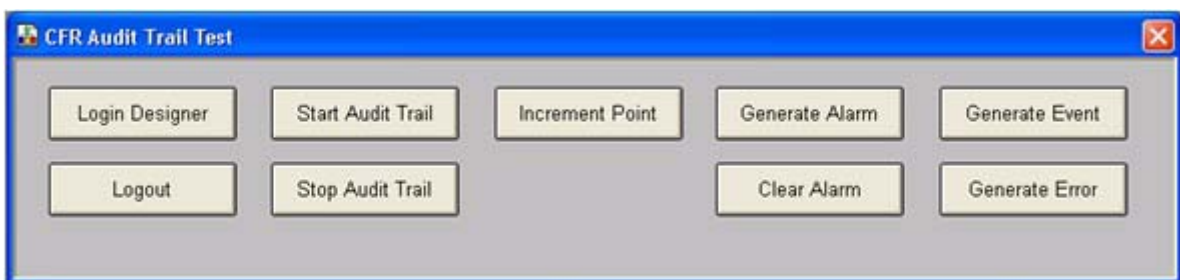 CFR Audit Trail Test
Login Designer Start Audit Trail Increment Point Generate Alarm Generate Event
Logout Stop Audit Trail Clear Alarm Generate Error